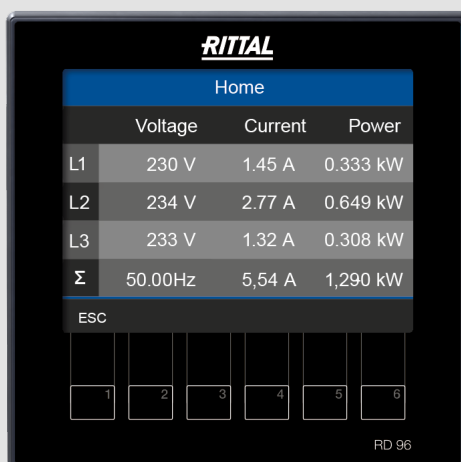 RITTAL
Home
Voltage Current Power
L1 230 V 1.45 A 0.333 kW
L2 234 V 2.77 A 0.649 kW
L3 233 V 1.32 A 0.308 kW
Σ 50.00Hz 5,54 A 1,290 kW
ESC
1 2 3 4 5 6
RD 96